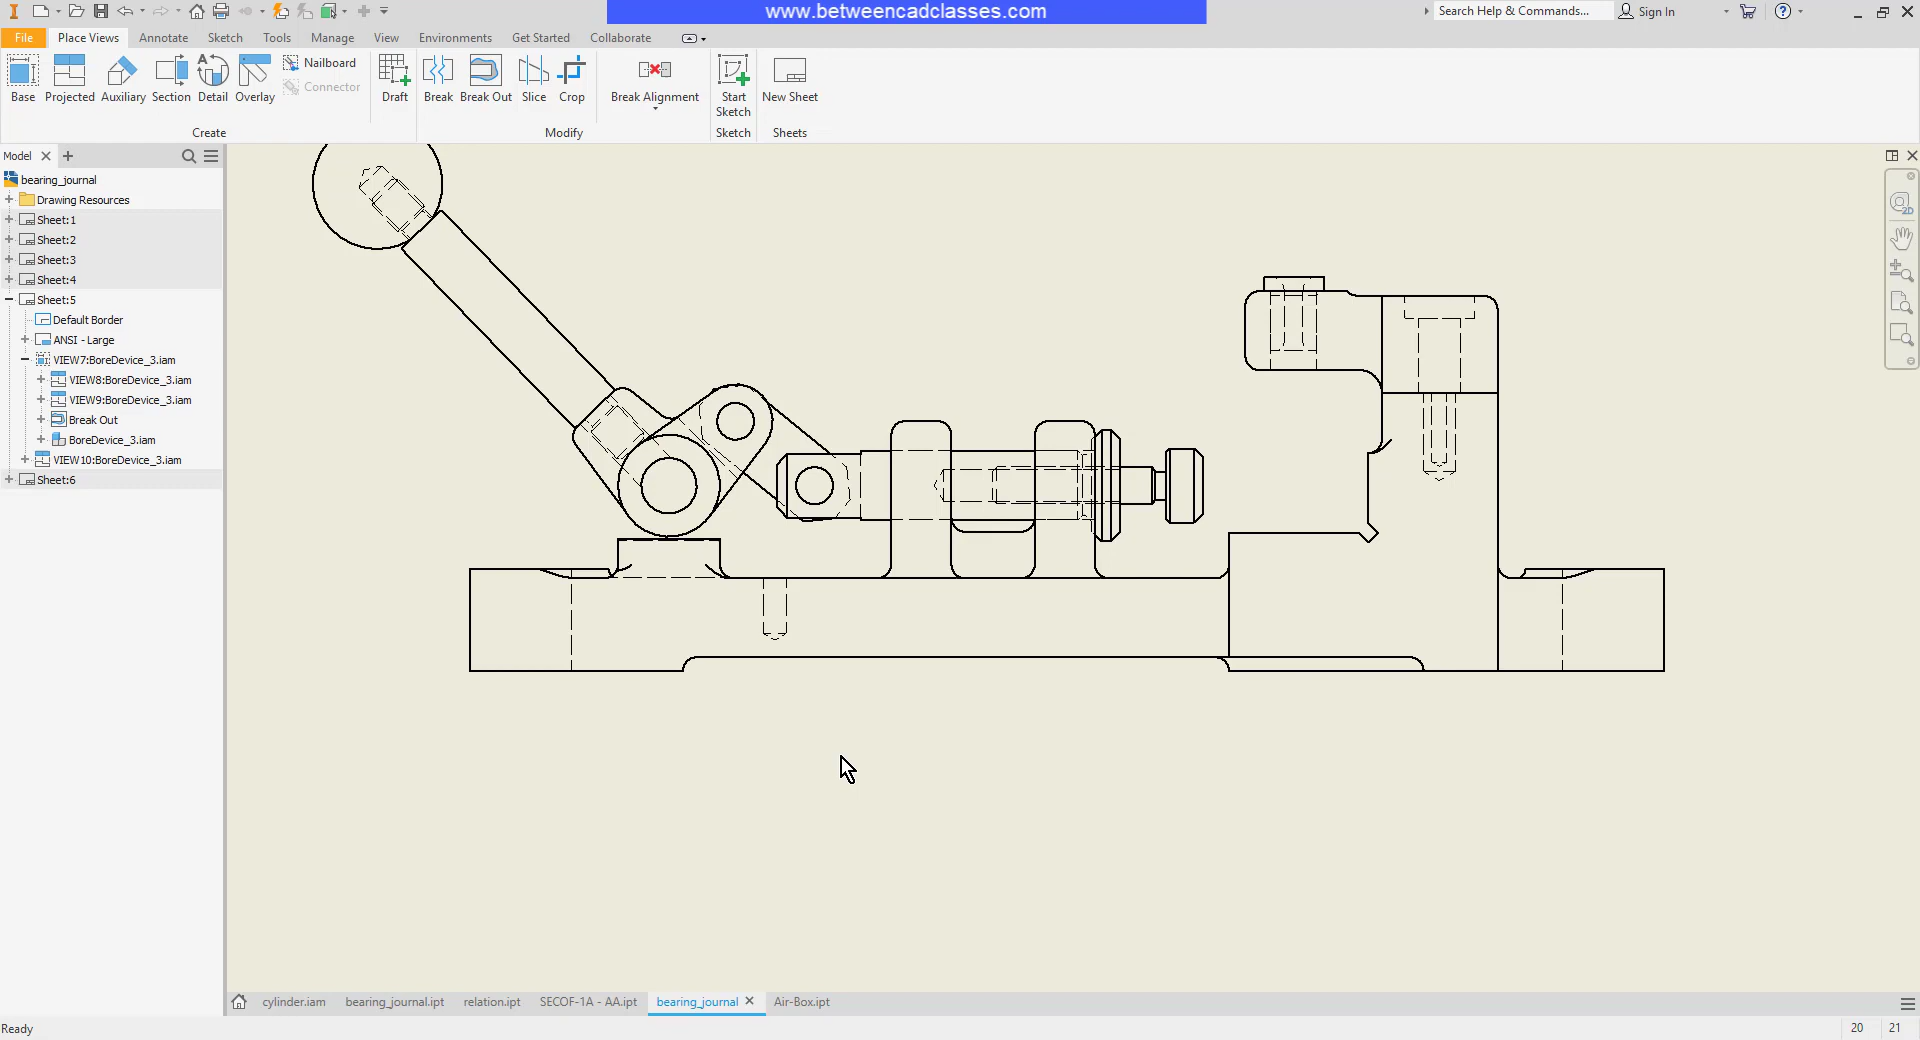 www.betweencadclasses.com
Search Help & Commands...
Sign In
File
Place Views
Annotate
Sketch
Tools
Manage
View
Environments
Get Started
Collaborate
Base
Projected
Auxiliary
Section
Detail
Overlay
Nailboard
Connector
Draft
Break
Break Out
Slice
Crop
Break Alignment
Start
Sketch
New Sheet
Create
Modify
Sketch
Sheets
Model
bearing_journal
Drawing Resources
Sheet:1
Sheet:2
Sheet:3
Sheet:4
Sheet:5
Default Border
ANSI - Large
VIEW7:BoreDevice_3.iam
VIEW8:BoreDevice_3.iam
VIEW9:BoreDevice_3.iam
Break Out
BoreDevice_3.iam
VIEW10:BoreDevice_3.iam
Sheet:6
2D
cylinder.iam
bearing_journal.ipt
relation.ipt
SECOF-1A - AA.ipt
bearing_journal
Air-Box.ipt
Ready
20
21